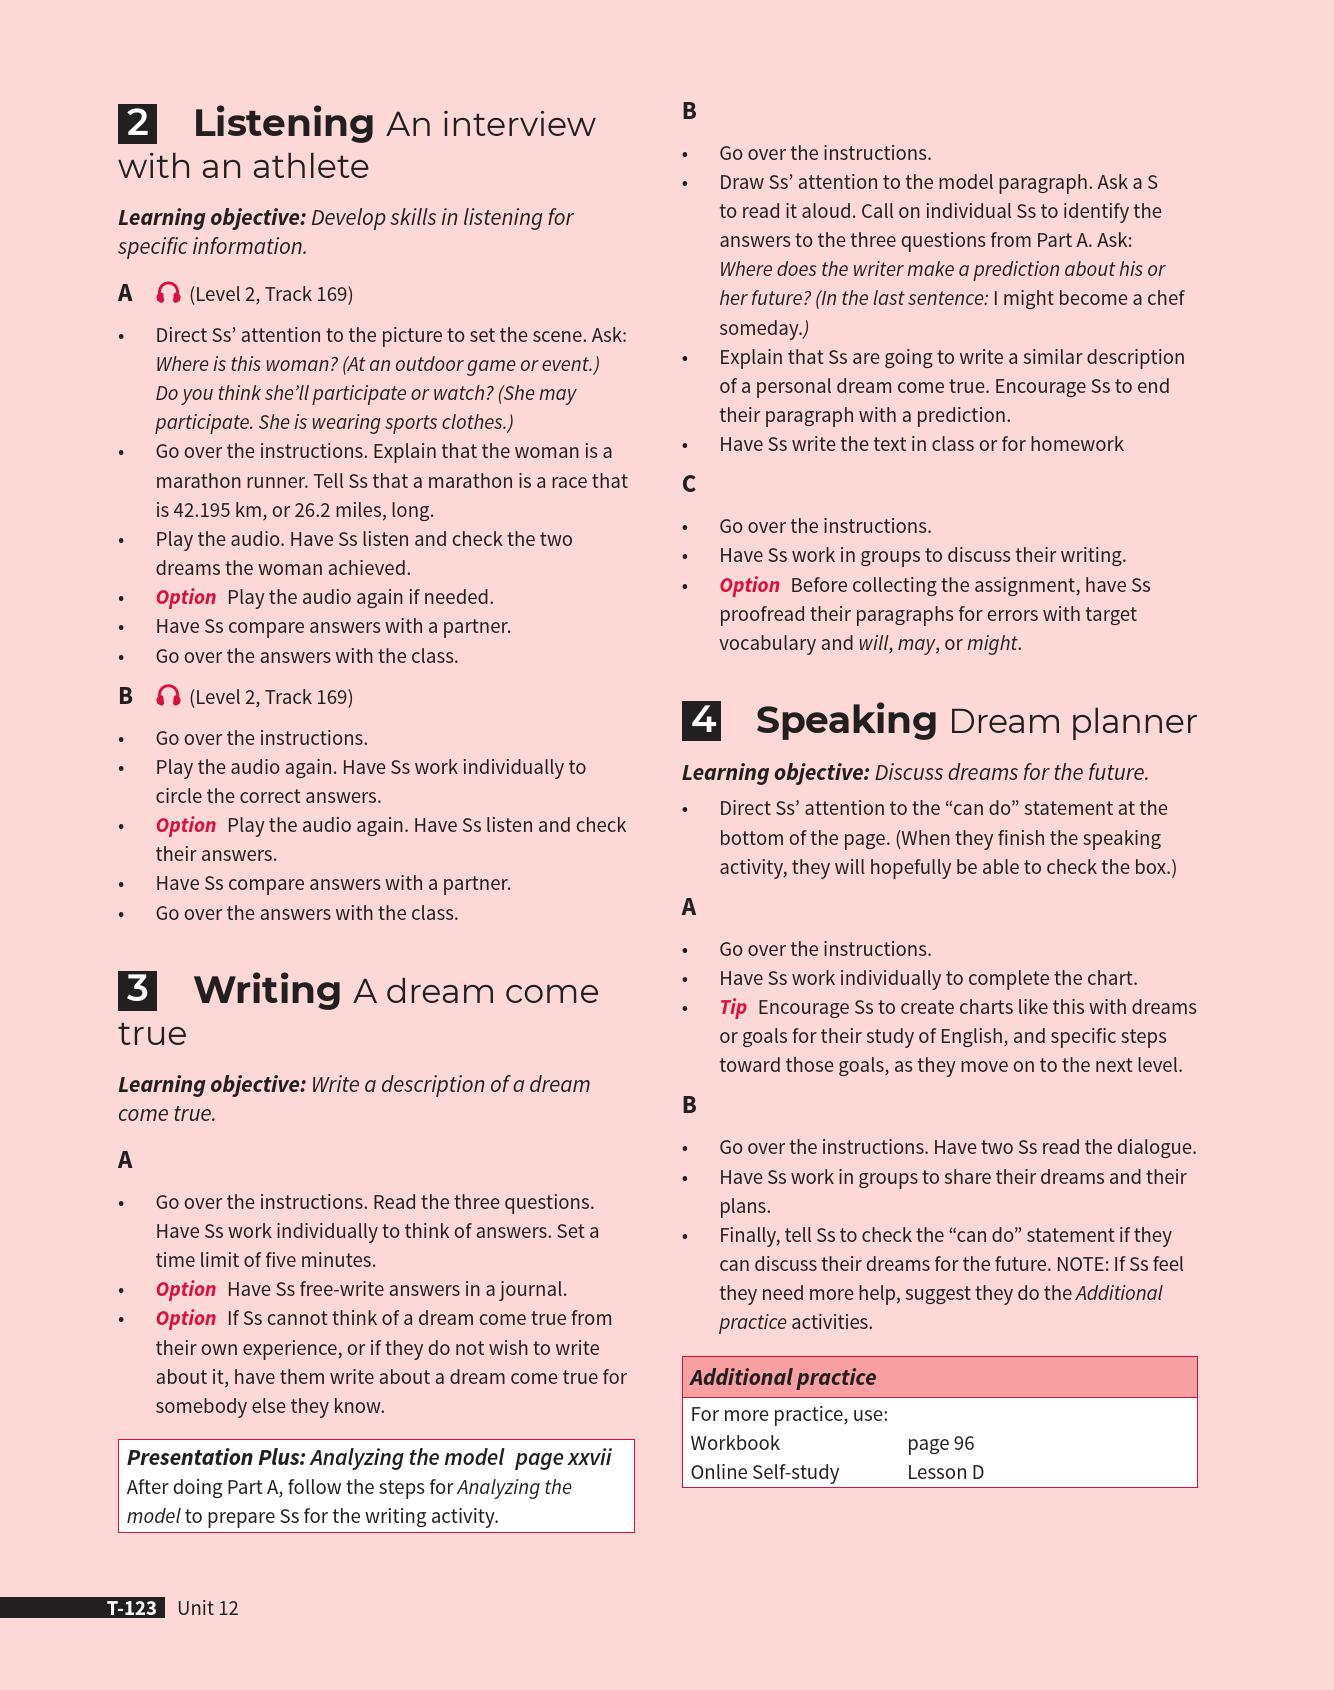 2 Listening An interview
with an athlete
Learning objective: Develop skills in listening for
specific information.
A (Level 2, Track 169)
• Direct Ss’ attention to the picture to set the scene. Ask:
Where is this woman? (At an outdoor game or event.)
Do you think she’ll participate or watch? (She may
participate. She is wearing sports clothes.)
• Go over the instructions. Explain that the woman is a
marathon runner. Tell Ss that a marathon is a race that
is 42.195 km, or 26.2 miles, long.
• Play the audio. Have Ss listen and check the two
dreams the woman achieved.
• Option Play the audio again if needed.
• Have Ss compare answers with a partner.
• Go over the answers with the class.
B (Level 2, Track 169)
• Go over the instructions.
• Play the audio again. Have Ss work individually to
circle the correct answers.
• Option Play the audio again. Have Ss listen and check
their answers.
• Have Ss compare answers with a partner.
• Go over the answers with the class.
3 Writing A dream come
true
Learning objective: Write a description of a dream
come true.
A
• Go over the instructions. Read the three questions.
Have Ss work individually to think of answers. Set a
time limit of five minutes.
• Option Have Ss free-write answers in a journal.
• Option If Ss cannot think of a dream come true from
their own experience, or if they do not wish to write
about it, have them write about a dream come true for
somebody else they know.
Presentation Plus: Analyzing the model page xxvii
After doing Part A, follow the steps for Analyzing the
model to prepare Ss for the writing activity.
B
• Go over the instructions.
• Draw Ss’ attention to the model paragraph. Ask a S
to read it aloud. Call on individual Ss to identify the
answers to the three questions from Part A. Ask:
Where does the writer make a prediction about his or
her future? (In the last sentence: I might become a chef
someday.)
• Explain that Ss are going to write a similar description
of a personal dream come true. Encourage Ss to end
their paragraph with a prediction.
• Have Ss write the text in class or for homework
C
• Go over the instructions.
• Have Ss work in groups to discuss their writing.
• Option Before collecting the assignment, have Ss
proofread their paragraphs for errors with target
vocabulary and will, may, or might.
4 Speaking Dream planner
Learning objective: Discuss dreams for the future.
• Direct Ss’ attention to the “can do” statement at the
bottom of the page. (When they finish the speaking
activity, they will hopefully be able to check the box.)
A
• Go over the instructions.
• Have Ss work individually to complete the chart.
• Tip Encourage Ss to create charts like this with dreams
or goals for their study of English, and specific steps
toward those goals, as they move on to the next level.
B
• Go over the instructions. Have two Ss read the dialogue.
• Have Ss work in groups to share their dreams and their
plans.
• Finally, tell Ss to check the “can do” statement if they
can discuss their dreams for the future. NOTE: If Ss feel
they need more help, suggest they do the Additional
practice activities.
Additional practice
For more practice, use:
Workbook page 96
Online Self-study Lesson D
T-123 Unit 12